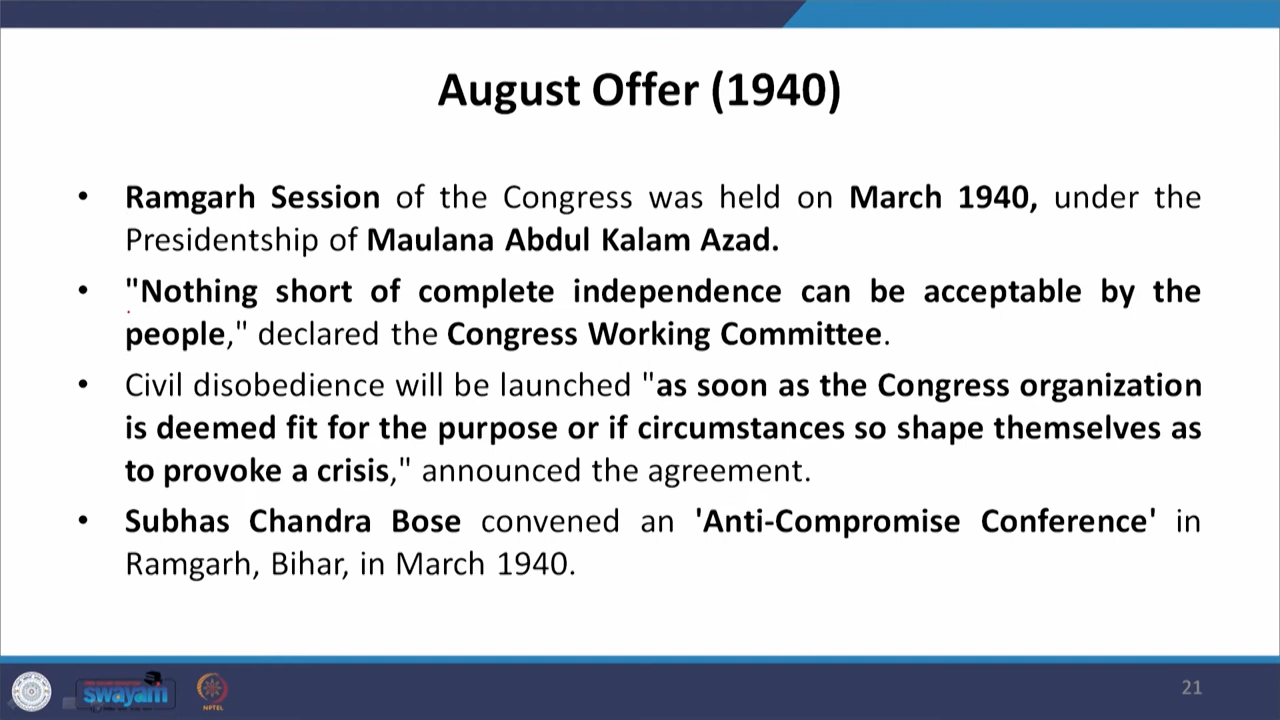 August Offer (1940)
• Ramgarh Session of the Congress was held on March 1940, under the
Presidentship of Maulana Abdul Kalam Azad.
• "Nothing short of complete independence can be acceptable by the
people," declared the Congress Working Committee.
• Civil disobedience will be launched "as soon as the Congress organization
is deemed fit for the purpose or if circumstances so shape themselves as
to provoke a crisis," announced the agreement.
• Subhas Chandra Bose convened an 'Anti-Compromise Conference' in
Ramgarh, Bihar, in March 1940.
swayam
NPTEL
21